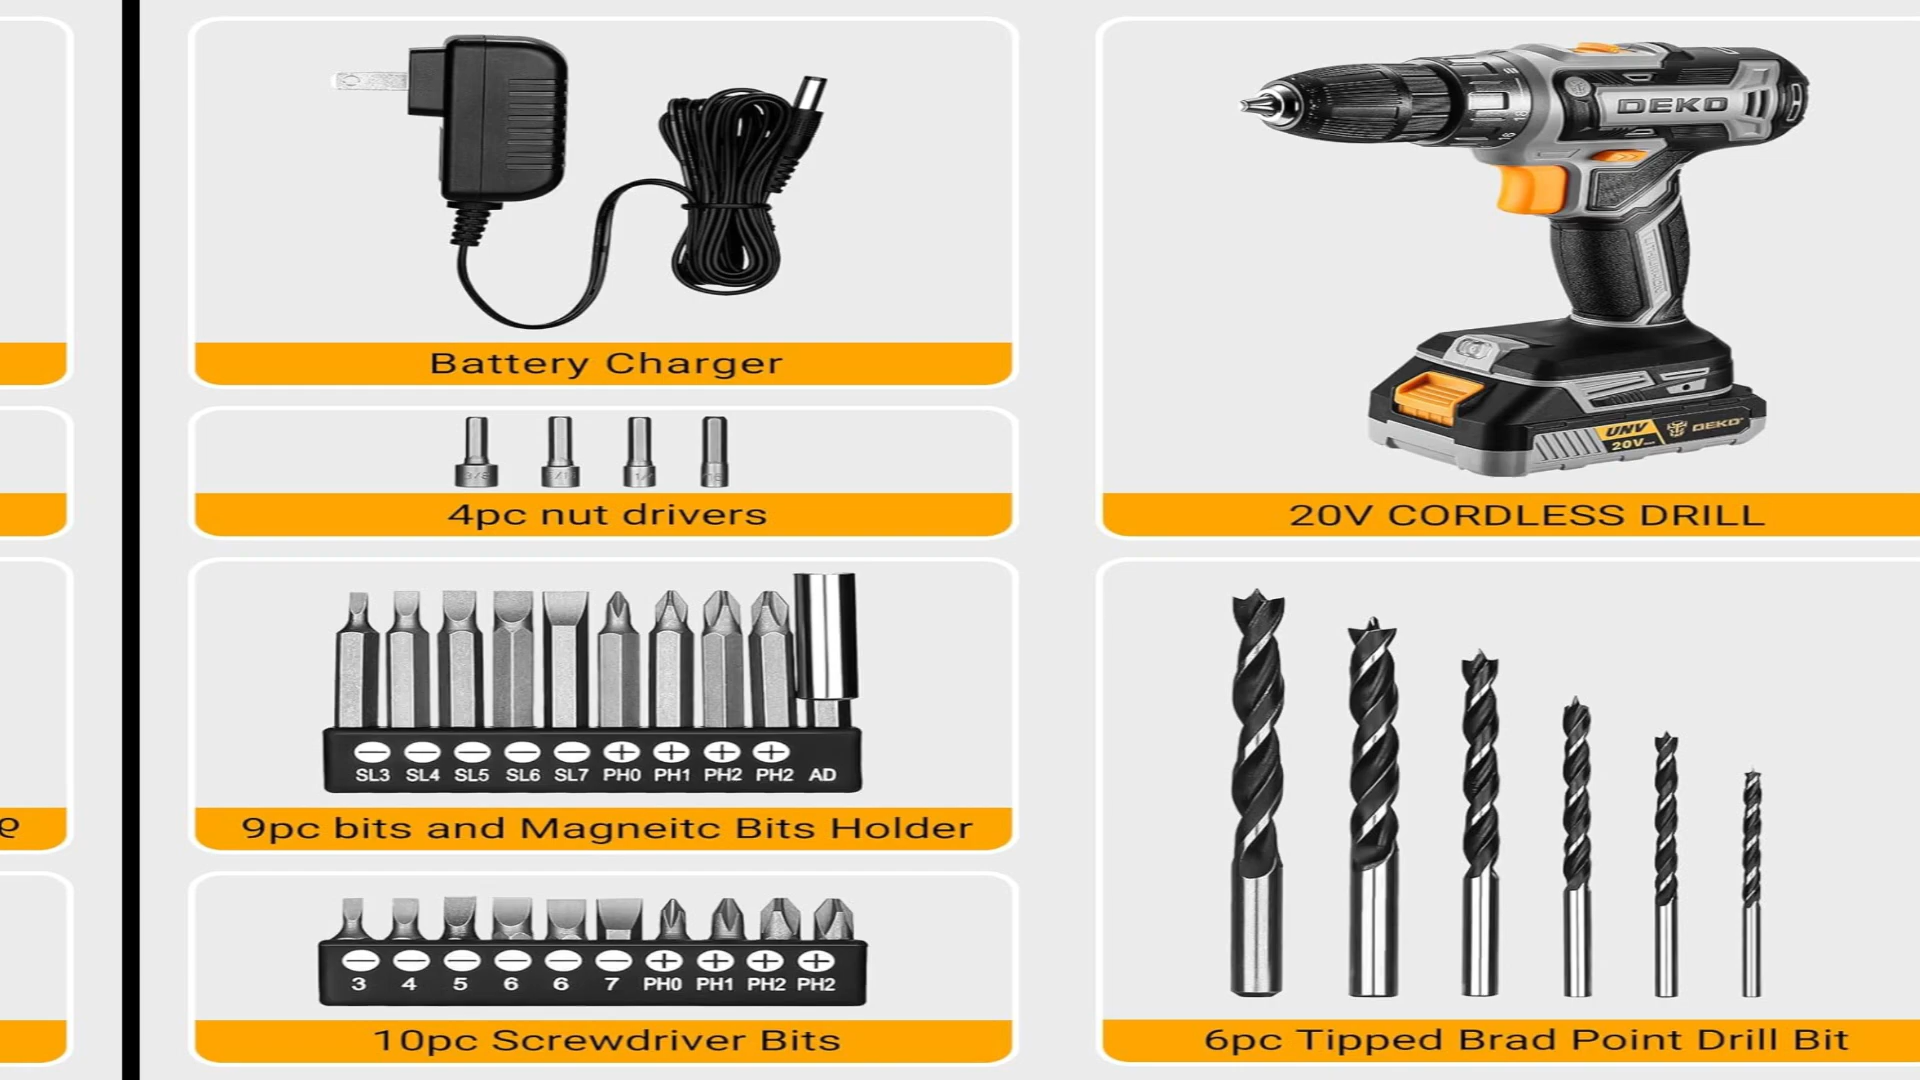 Battery Charger
DEKO
UNV
20V
DEKO
20V CORDLESS DRILL
4pc nut drivers
SL3 SL4 SL5 SL6 SL7 PH0 PH1 PH2 PH2 AD
9pc bits and Magneitc Bits Holder
3 4 5 6 6 7 PH0 PH1 PH2 PH2
10pc Screwdriver Bits
6pc Tipped Brad Point Drill Bit